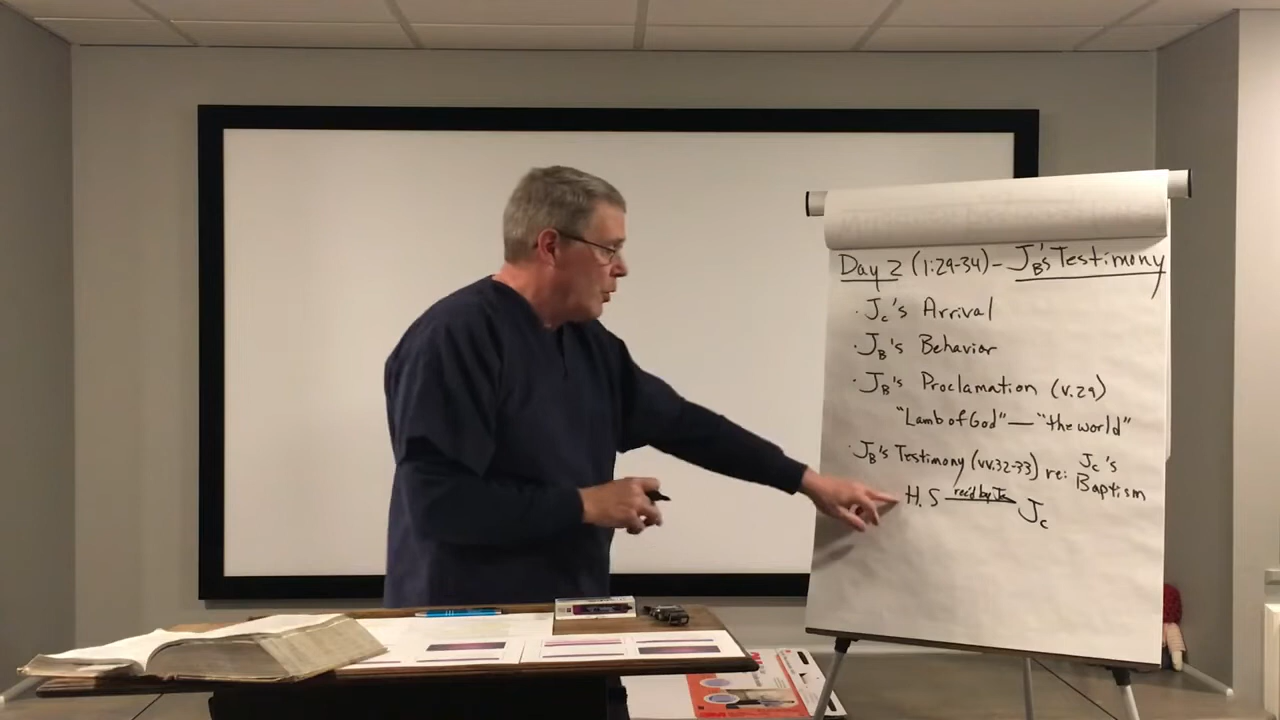 Day 2 (1:29-34) - JB's Testimony
· Jc's Arrival
· JB's Behavior
· JB's Proclamation (v.29)
"Lamb of God" — "the world"
· JB's Testimony (vv.32-33) re: Jc's Baptism
H.S rec'd by Jc Jc